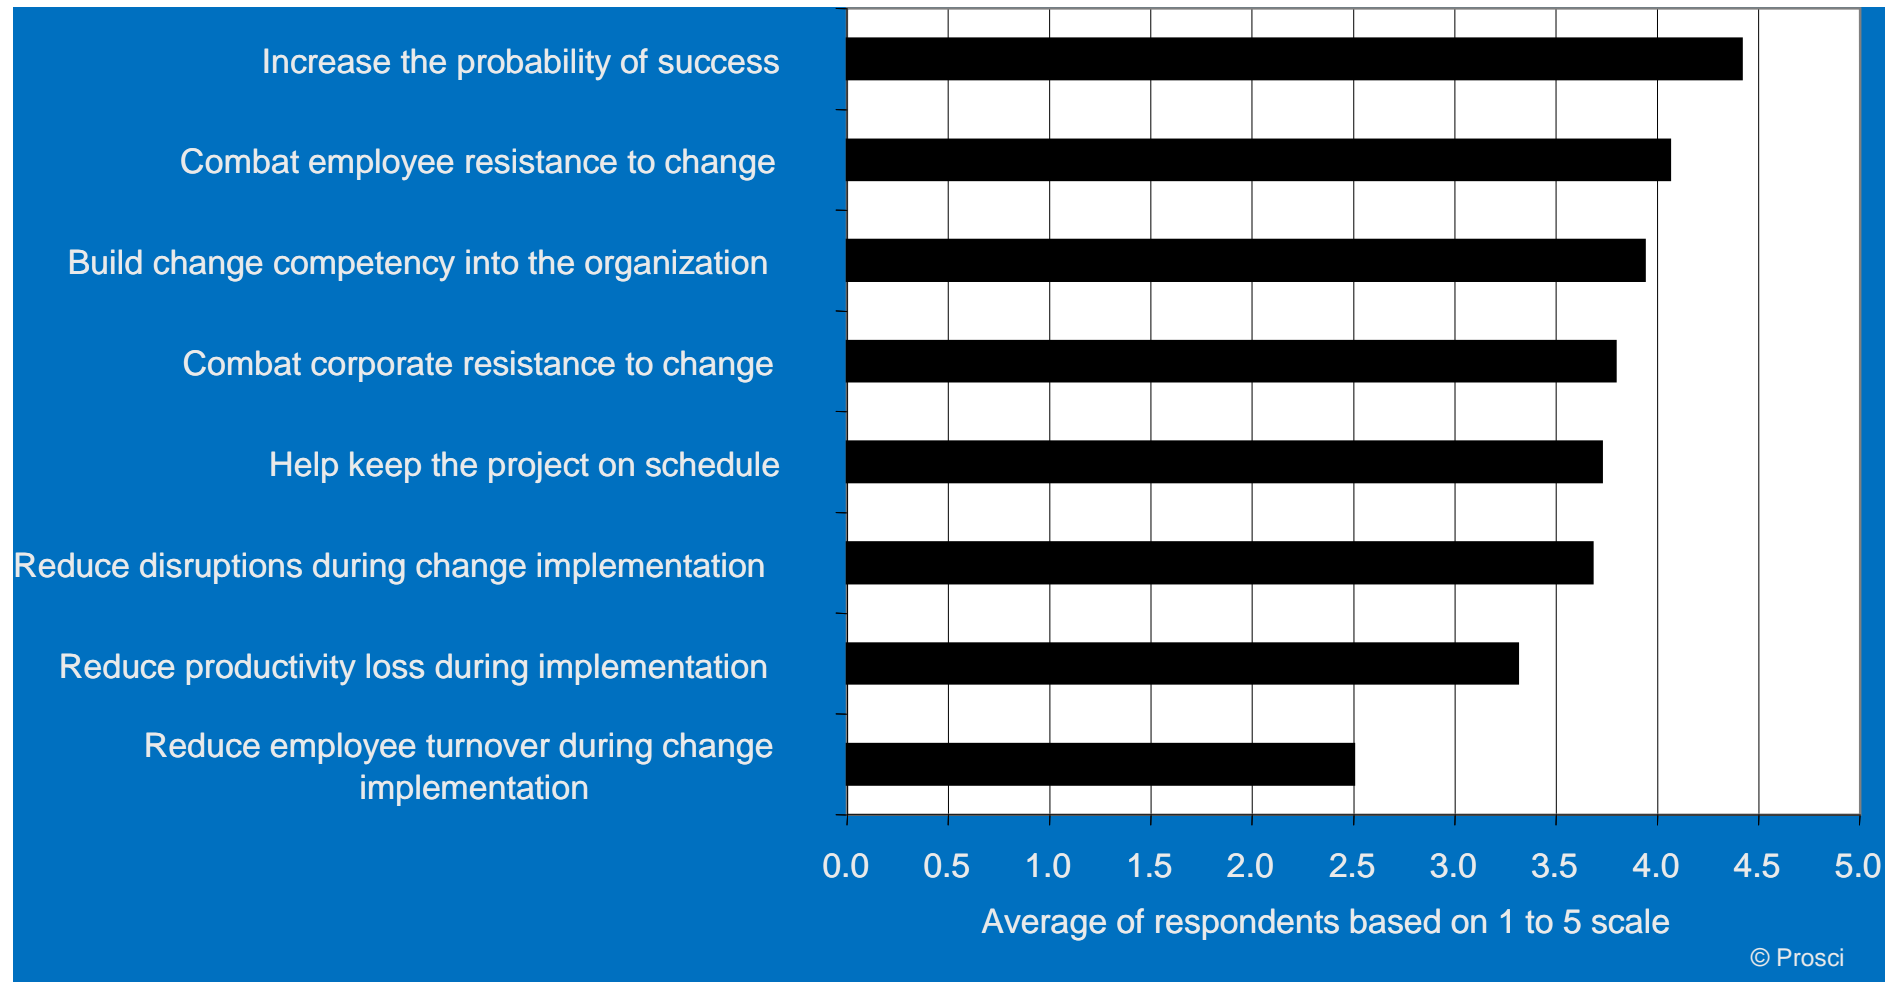 Increase the probability of success
Combat employee resistance to change
Build change competency into the organization
Combat corporate resistance to change
Help keep the project on schedule
Reduce disruptions during change implementation
Reduce productivity loss during implementation
Reduce employee turnover during change
implementation
0.0 0.5 1.0 1.5 2.0 2.5 3.0 3.5 4.0 4.5 5.0
Average of respondents based on 1 to 5 scale
© Prosci